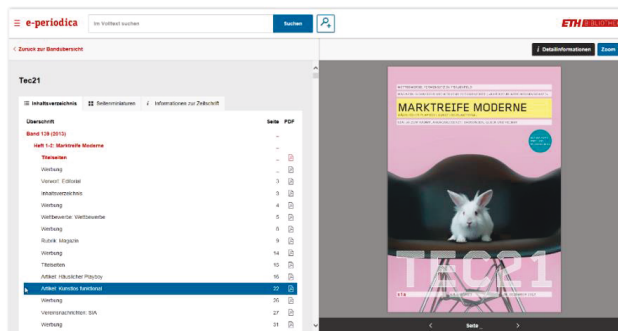 e-periodica
Im Volltext suchen
Suchen
ETH BIBLIOTHEK
Zurück zur Bandübersicht
i Detailinformationen
Zoom
Tec21
Inhaltsverzeichnis
Seitenminiaturen
i Informationen zur Zeitschrift
Überschrift Seite PDF
Band 139 (2013) _
Heft 1-2: Marktreife Moderne _
Titelseiten _
Werbung _
Vorwort: Editorial 3
Inhaltsverzeichnis 3
Werbung 4
Wettbewerbe: Wettbewerbe 5
Werbung 8
Rubrik: Magazin 9
Werbung 14
Titelseiten 15
Artikel: Häuslicher Playboy 16
Artikel: Kunstlos functional 22
Werbung 26
Vereinsnachrichten: SIA 27
Werbung 31
MARKTREIFE MODERNE
TEC21
Seite _